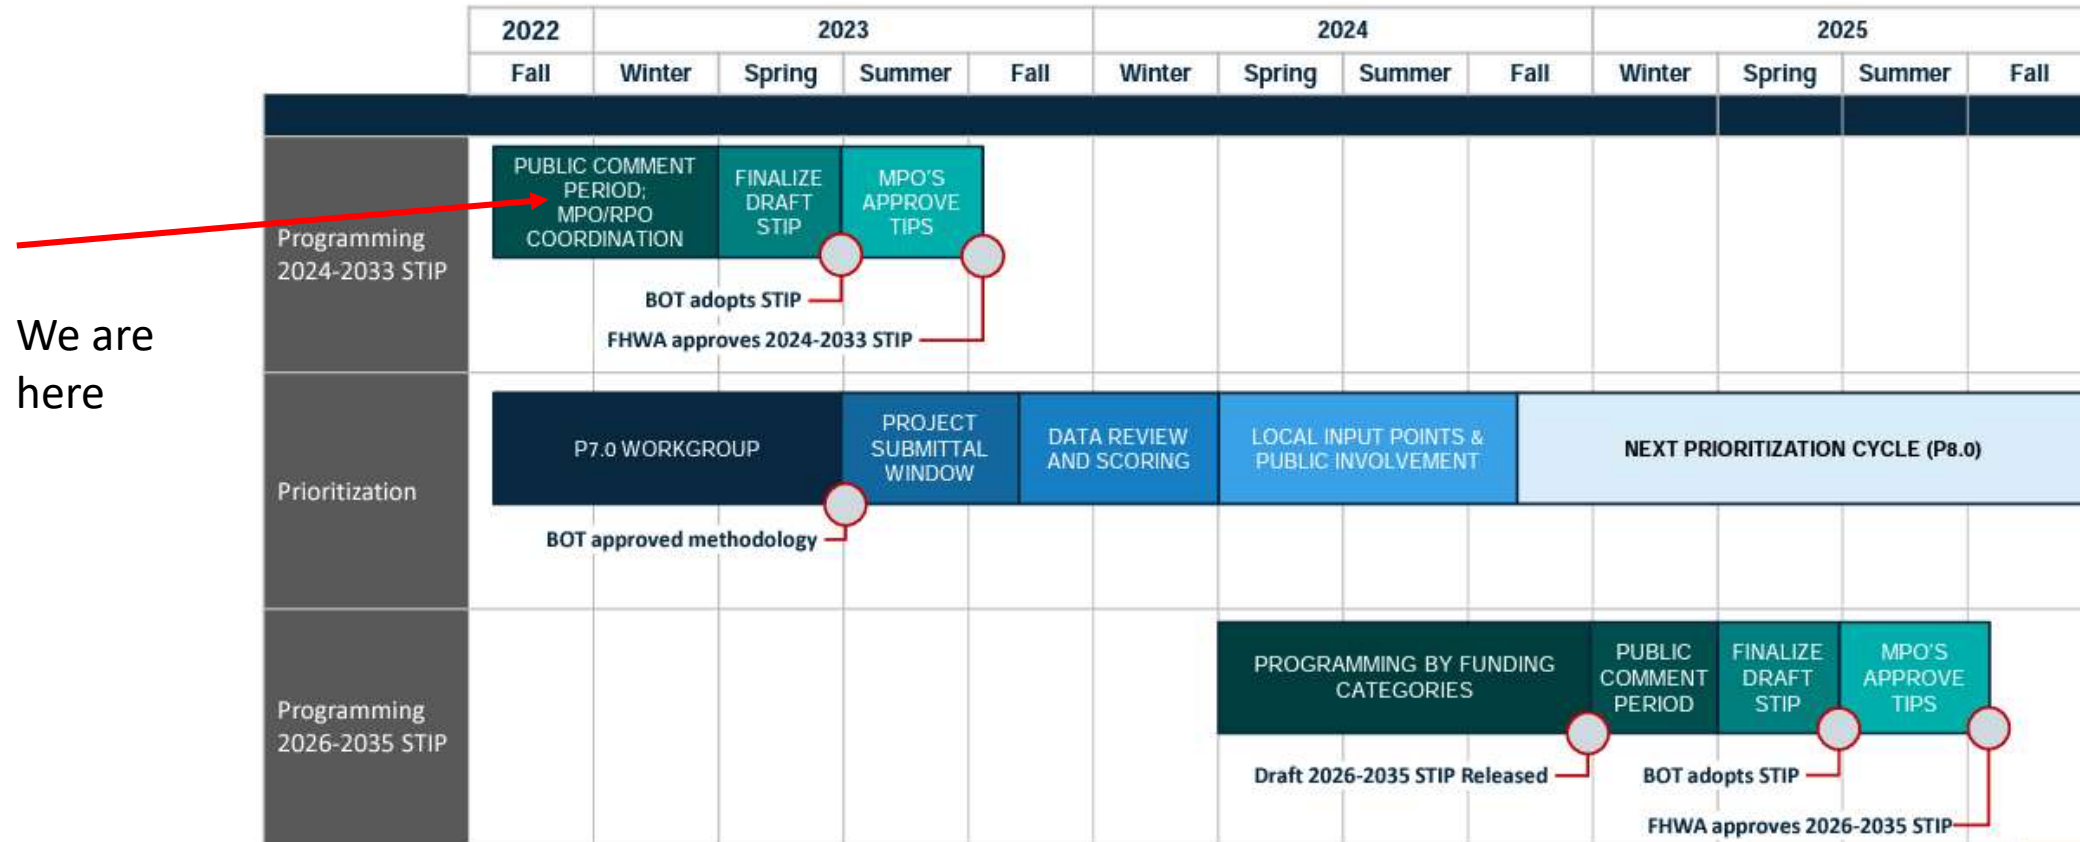 2022 2023 2024 2025
Fall Winter Spring Summer Fall Winter Spring Summer Fall Winter Spring Summer Fall
We are
here
Programming
2024-2033 STIP
PUBLIC COMMENT
PERIOD;
MPO/RPO
COORDINATION
FINALIZE
DRAFT
STIP
MPO'S
APPROVE
TIPS
BOT adopts STIP
FHWA approves 2024-2033 STIP
Prioritization
P7.0 WORKGROUP
PROJECT
SUBMITTAL
WINDOW
DATA REVIEW
AND SCORING
LOCAL INPUT POINTS &
PUBLIC INVOLVEMENT
NEXT PRIORITIZATION CYCLE (P8.0)
BOT approved methodology
Programming
2026-2035 STIP
PROGRAMMING BY FUNDING
CATEGORIES
PUBLIC
COMMENT
PERIOD
FINALIZE
DRAFT
STIP
MPO'S
APPROVE
TIPS
Draft 2026-2035 STIP Released
BOT adopts STIP
FHWA approves 2026-2035 STIP